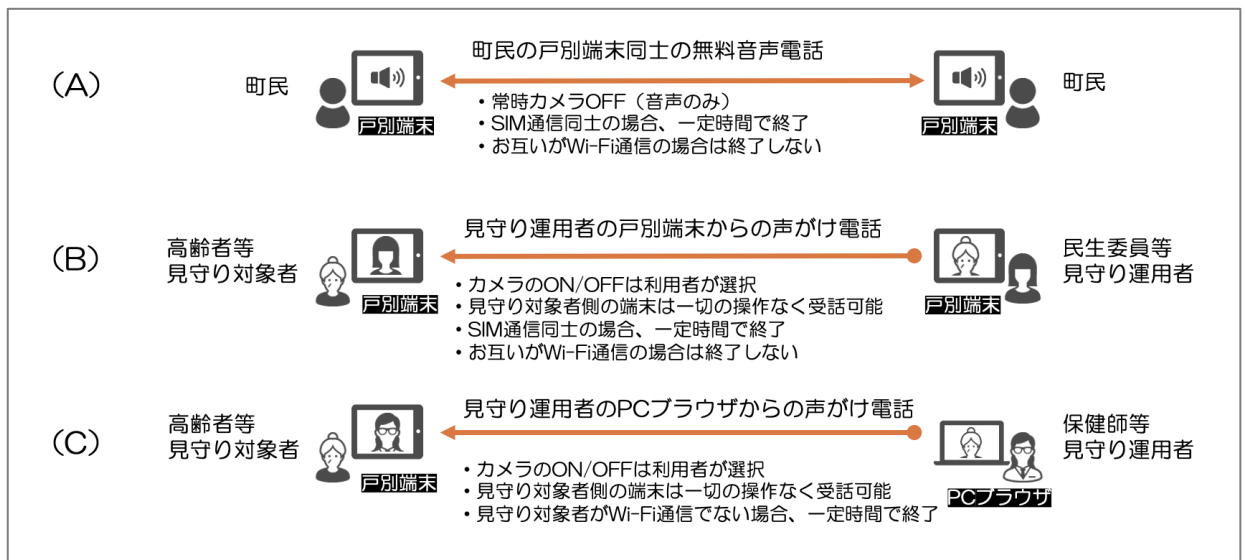 (A)
町民
戸別端末
町民の戸別端末同士の無料音声電話
・常時カメラOFF（音声のみ）
・SIM通信同士の場合、一定時間で終了
・お互いがWi-Fi通信の場合は終了しない
戸別端末
町民
(B)
高齢者等
見守り対象者
戸別端末
見守り運用者の戸別端末からの声がけ電話
・カメラのON/OFFは利用者が選択
・見守り対象者側の端末は一切の操作なく受話可能
・SIM通信同士の場合、一定時間で終了
・お互いがWi-Fi通信の場合は終了しない
戸別端末
民生委員等
見守り運用者
(C)
高齢者等
見守り対象者
戸別端末
見守り運用者のPCブラウザからの声がけ電話
・カメラのON/OFFは利用者が選択
・見守り対象者側の端末は一切の操作なく受話可能
・見守り対象者がWi-Fi通信でない場合、一定時間で終了
PCブラウザ
保健師等
見守り運用者